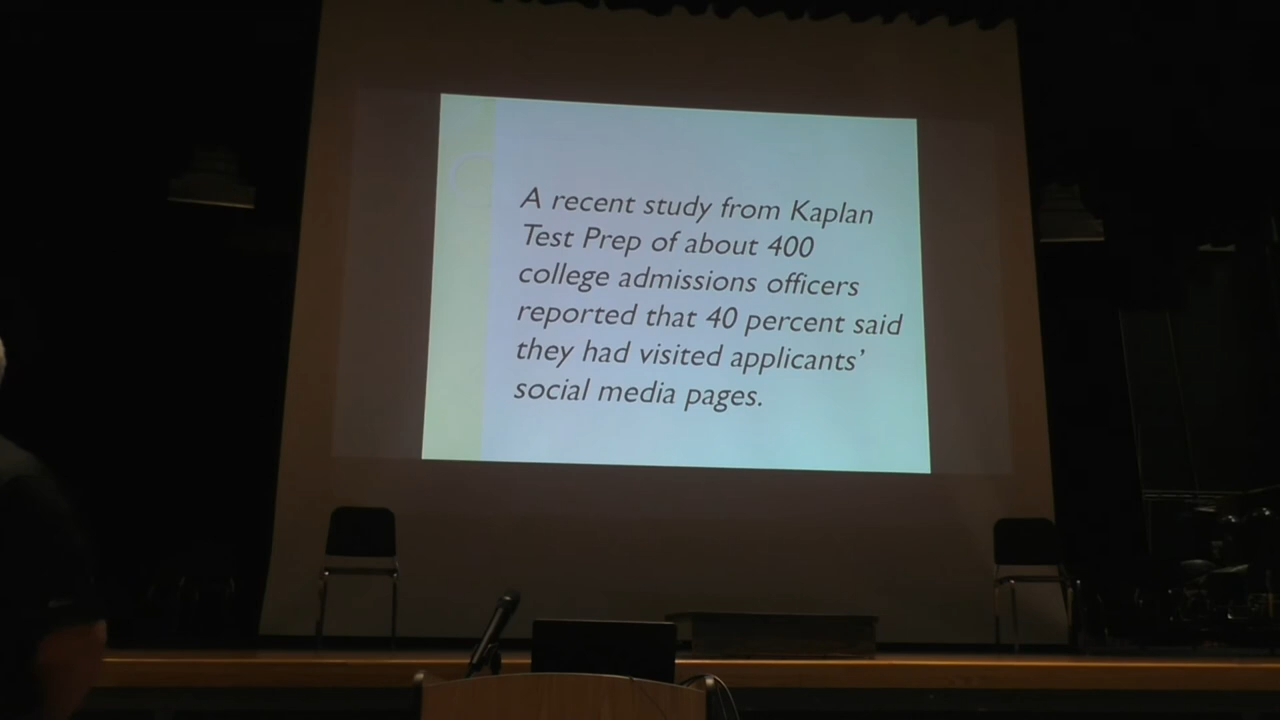 A recent study from Kaplan
Test Prep of about 400
college admissions officers
reported that 40 percent said
they had visited applicants’
social media pages.